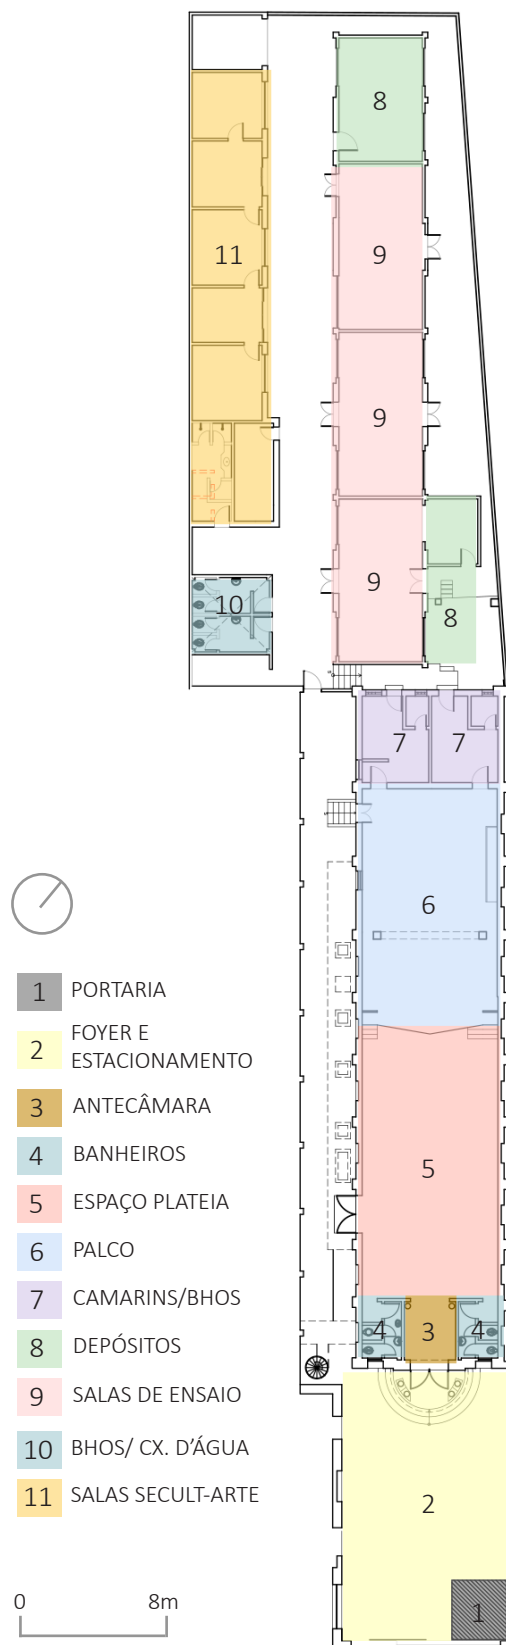 8
9
11
9
9
10
8
7 7
6
1 PORTARIA
2 FOYER E
ESTACIONAMENTO
3 ANTECÂMARA
4 BANHEIROS
5 ESPAÇO PLATEIA
5
6 PALCO
7 CAMARINS/BHOS
4 3 4
8 DEPÓSITOS
9 SALAS DE ENSAIO
10 BHOS/ CX. D'ÁGUA
11 SALAS SECULT-ARTE
2
0 8m
1